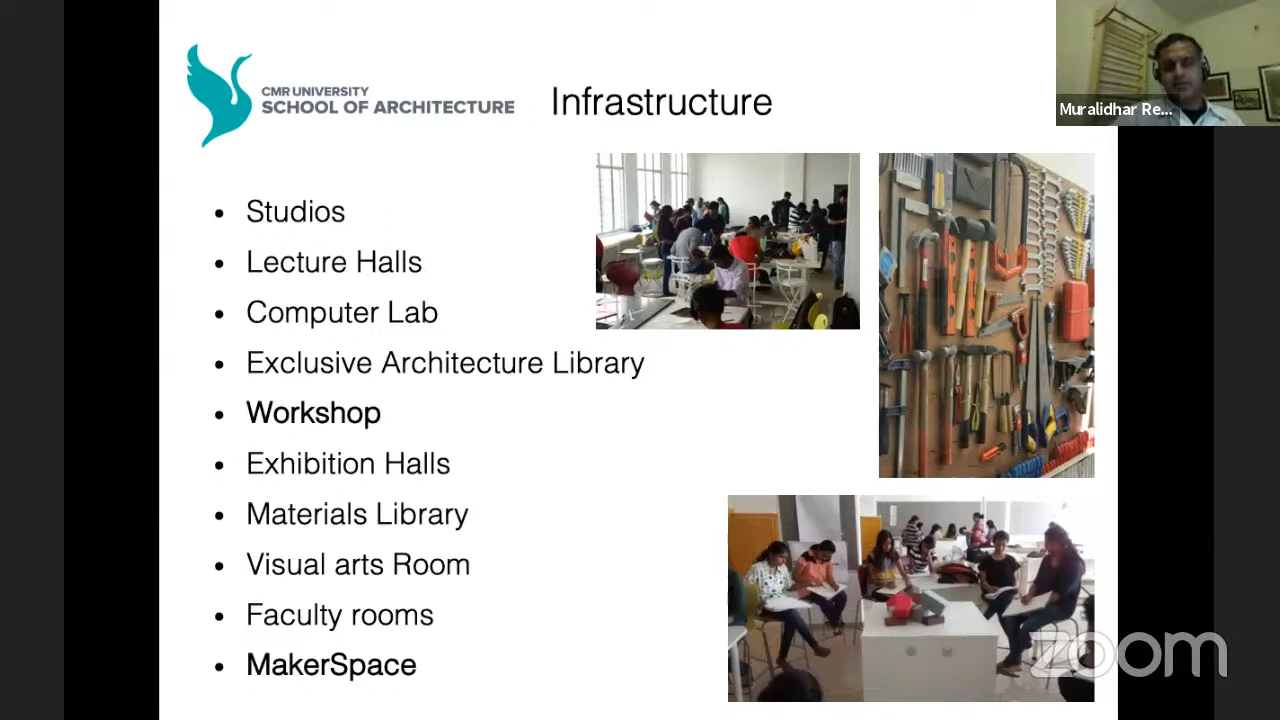 CMR UNIVERSITY
SCHOOL OF ARCHITECTURE
Infrastructure
Muralidhar Re...
• Studios
• Lecture Halls
• Computer Lab
• Exclusive Architecture Library
• Workshop
• Exhibition Halls
• Materials Library
• Visual arts Room
• Faculty rooms
• MakerSpace
zoom